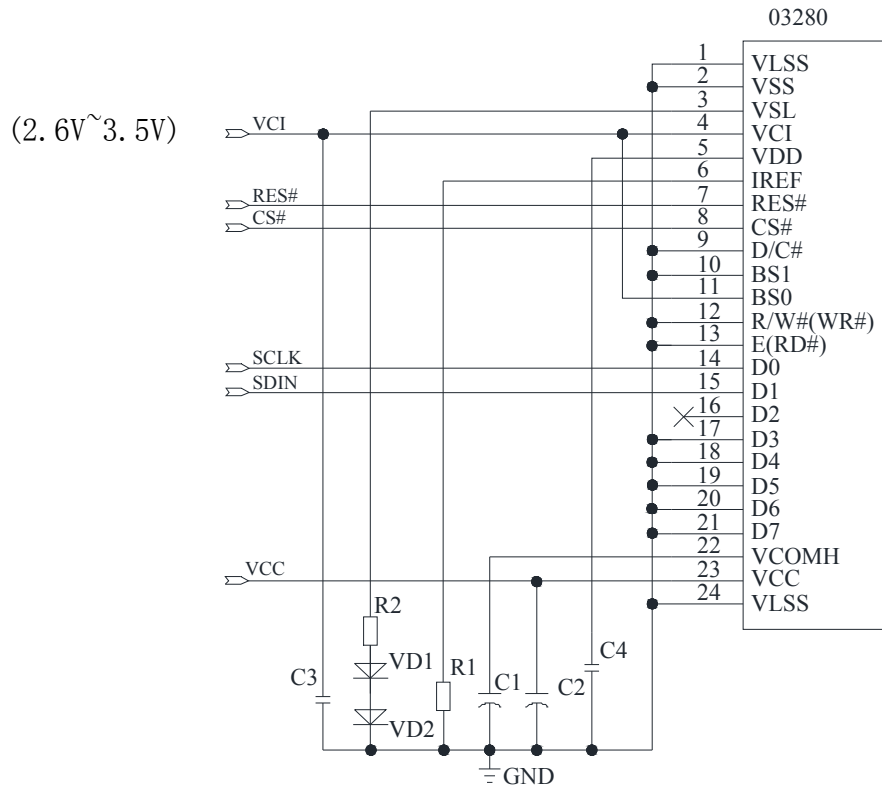 03280
1 VLSS
2 VSS
3 VSL
(2.6V~3.5V) VCI 4 VCI
5 VDD
6 IREF
RES# 7 RES#
CS# 8 CS#
9 D/C#
10 BS1
11 BS0
12 R/W#(WR#)
13 E(RD#)
SCLK 14 D0
SDIN 15 D1
16 D2
17 D3
18 D4
19 D5
20 D6
21 D7
22 VCOMH
VCC 23 VCC
24 VLSS
R2
C3 VD1 R1 C1 C2 C4
VD2
GND